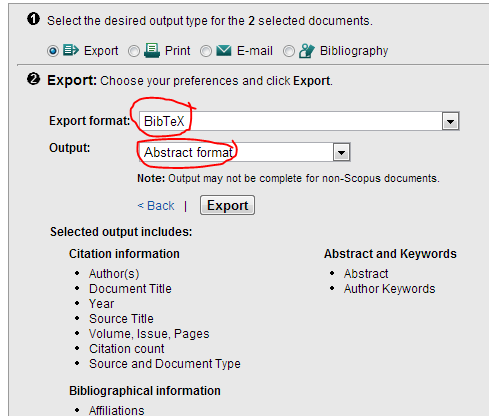 1 Select the desired output type for the 2 selected documents.
Export Print E-mail Bibliography
2 Export: Choose your preferences and click Export.
Export format: BibTeX
Output: Abstract format
Note: Output may not be complete for non-Scopus documents.
< Back | Export
Selected output includes:
Citation information
• Author(s)
• Document Title
• Year
• Source Title
• Volume, Issue, Pages
• Citation count
• Source and Document Type
Abstract and Keywords
• Abstract
• Author Keywords
Bibliographical information
• Affiliations